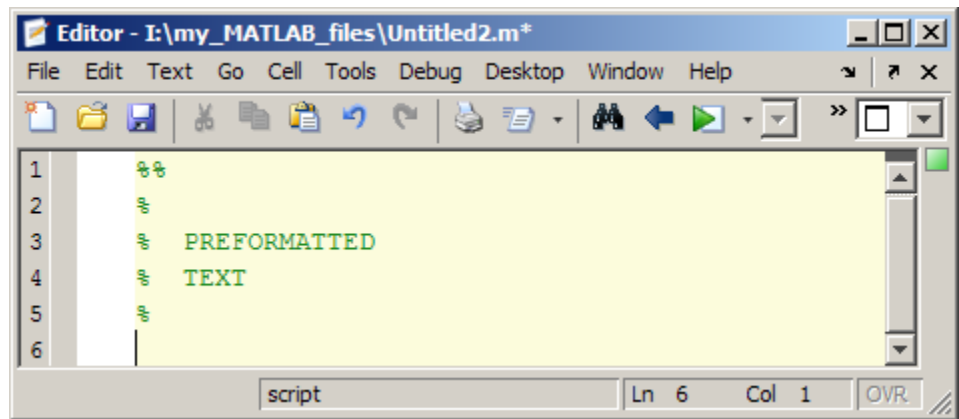 Editor - I:\my_MATLAB_files\Untitled2.m*
File Edit Text Go Cell Tools Debug Desktop Window Help
1 %%
2 %
3 %  PREFORMATTED
4 %  TEXT
5 %
6
script Ln 6 Col 1 OVR